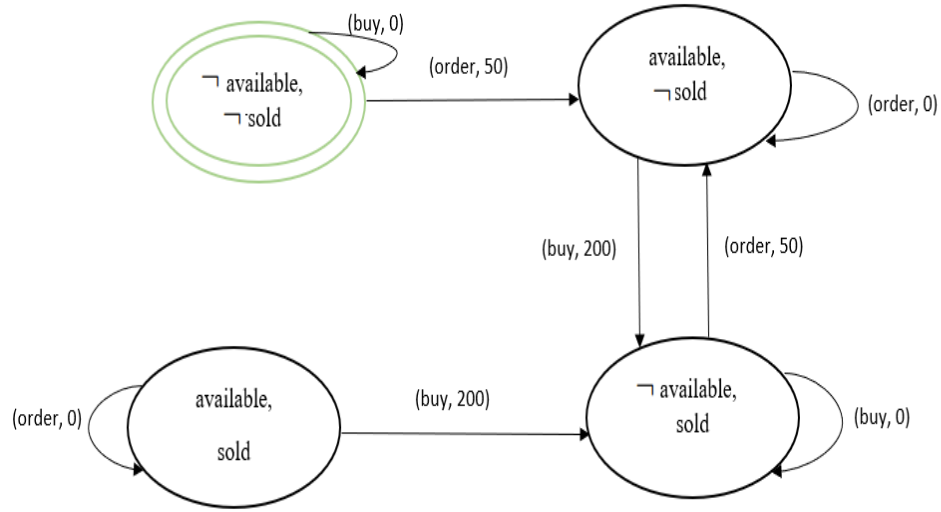 (buy, 0)
¬ available,
¬ sold
(order, 50)
available,
¬ sold
(order, 0)
(buy, 200)
(order, 50)
available,
sold
(order, 0)
(buy, 200)
¬ available,
sold
(buy, 0)